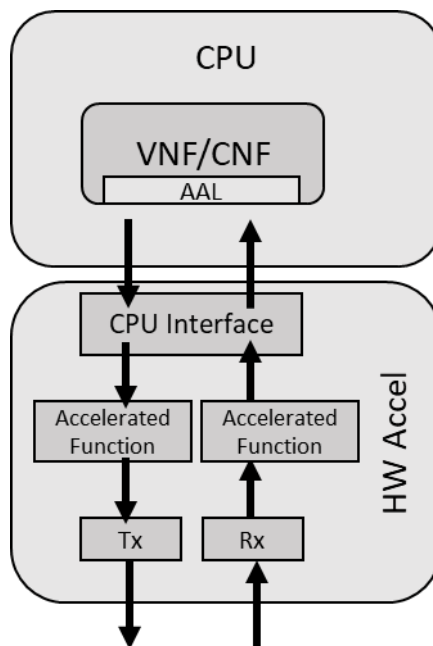 CPU
VNF/CNF
AAL
CPU Interface
Accelerated
Function
Accelerated
Function
Tx
Rx
HW Accel